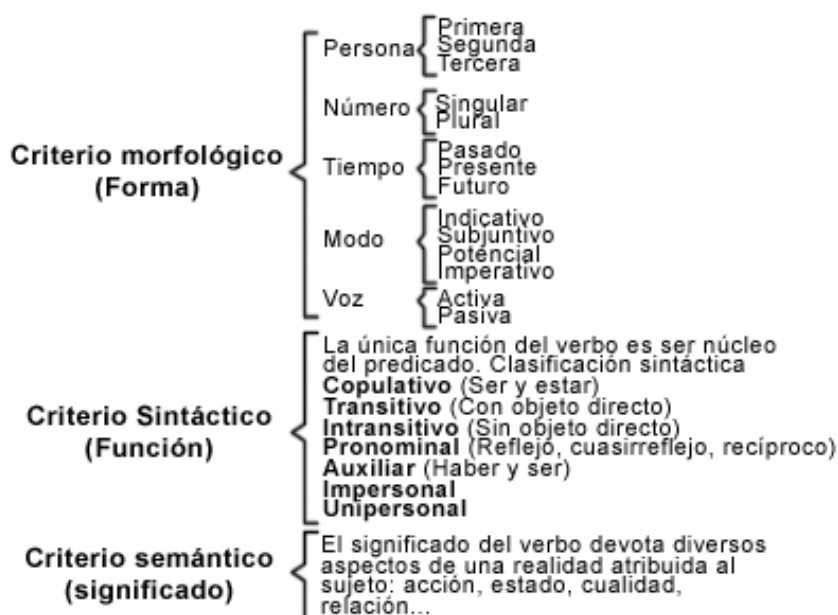 Criterio morfológico
(Forma)
Persona
Primera
Segunda
Tercera
Número
Singular
Plural
Tiempo
Pasado
Presente
Futuro
Modo
Indicativo
Subjuntivo
Potencial
Imperativo
Voz
Activa
Pasiva
Criterio Sintáctico
(Función)
La única función del verbo es ser núcleo
del predicado. Clasificación sintáctica
Copulativo (Ser y estar)
Transitivo (Con objeto directo)
Intransitivo (Sin objeto directo)
Pronominal (Reflejo, cuasirreflejo, recíproco)
Auxiliar (Haber y ser)
Impersonal
Unipersonal
Criterio semántico
(significado)
El significado del verbo devota diversos
aspectos de una realidad atribuida al
sujeto: acción, estado, cualidad,
relación...